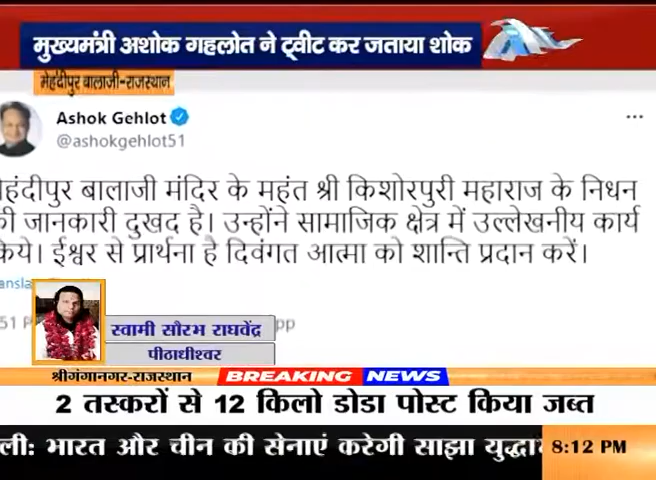 मुख्यमंत्री अशोक गहलोत ने ट्वीट कर जताया शोक
मेहंदीपुर बालाजी-राजस्थान
Ashok Gehlot
@ashokgehlot51
...
हंदीपुर बालाजी मंदिर के महंत श्री किशोरपुरी महाराज के निधन
की जानकारी दुखद है। उन्होंने सामाजिक क्षेत्र में उल्लेखनीय कार्य
किये। ईश्वर से प्रार्थना है दिवंगत आत्मा को शान्ति प्रदान करें।
स्वामी सौरभ राघवेंद्र
पीठाधीश्वर
श्रीगंगानगर-राजस्थान
BREAKING NEWS
2 तस्करों से 12 किलो डोडा पोस्ट किया जब्त
ली: भारत और चीन की सेनाएं करेगी साझा
8:12 PM